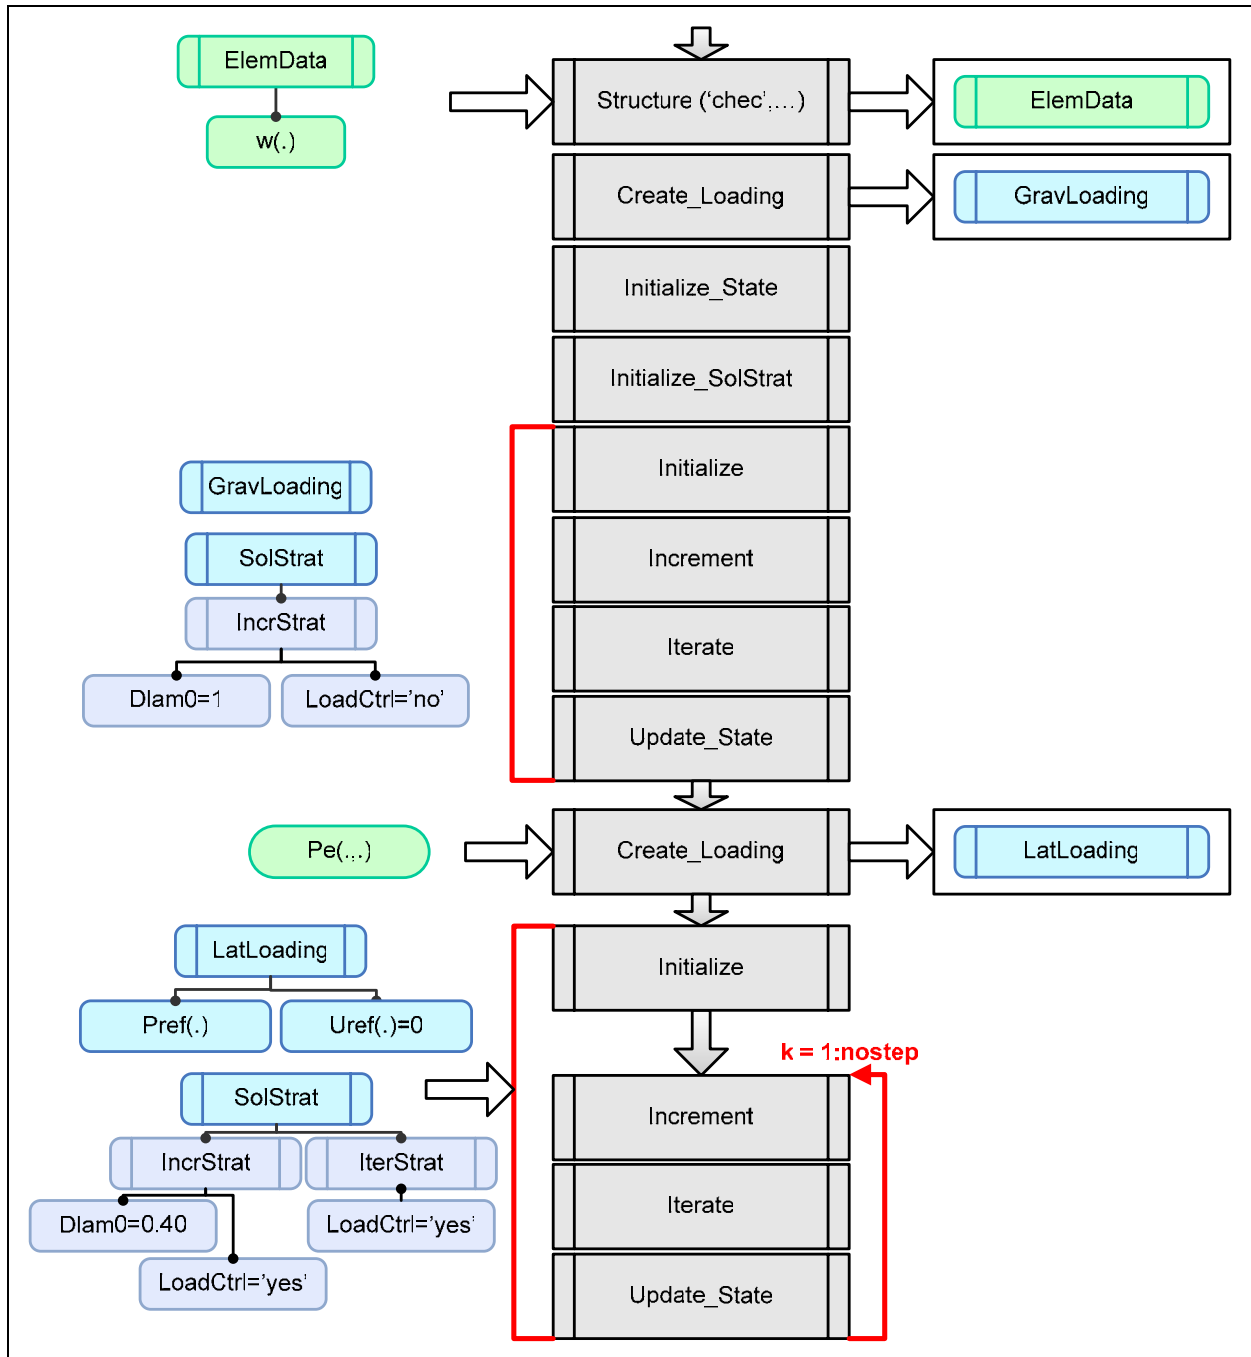 ElemData
w(.)
Structure (‘chec’,…)
ElemData
Create_Loading
GravLoading
Initialize_State
Initialize_SolStrat
Initialize
GravLoading
Increment
SolStrat
IncrStrat
Iterate
Dlam0=1
LoadCtrl=’no’
Update_State
Pe(…)
Create_Loading
LatLoading
LatLoading
Initialize
Pref(.)
Uref(.)=0
k = 1:nostep
SolStrat
Increment
IncrStrat
IterStrat
Iterate
Dlam0=0.40
LoadCtrl=’yes’
LoadCtrl=’yes’
Update_State